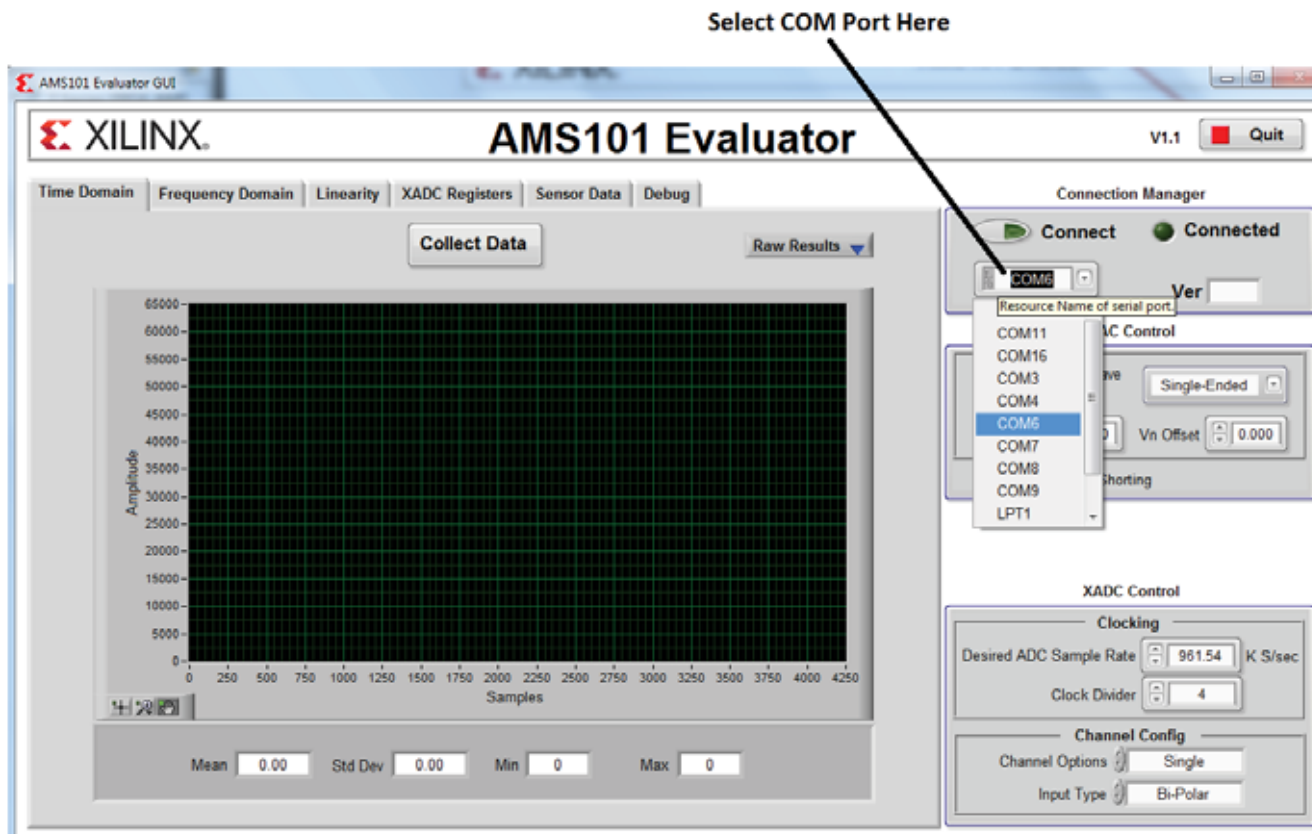 Select COM Port Here
AMS101 Evaluator GUI
XILINX.
AMS101 Evaluator
V1.1
Quit
Time Domain
Frequency Domain
Linearity
XADC Registers
Sensor Data
Debug
Connection Manager
Collect Data
Raw Results
Connect
Connected
COM6
Ver
Resource Name of serial port.
COM11
COM16
COM3
COM4
COM6
COM7
COM8
COM9
LPT1
AC Control
Single-Ended
Vn Offset
0.000
Shorting
Amplitude
65000
60000
55000
50000
45000
40000
35000
30000
25000
20000
15000
10000
5000
0
0 250 500 750 1000 1250 1500 1750 2000 2250 2500 2750 3000 3250 3500 3750 4000 4250
Samples
Mean 0.00 Std Dev 0.00 Min 0 Max 0
XADC Control
Clocking
Desired ADC Sample Rate 961.54 K S/sec
Clock Divider 4
Channel Config
Channel Options Single
Input Type Bi-Polar